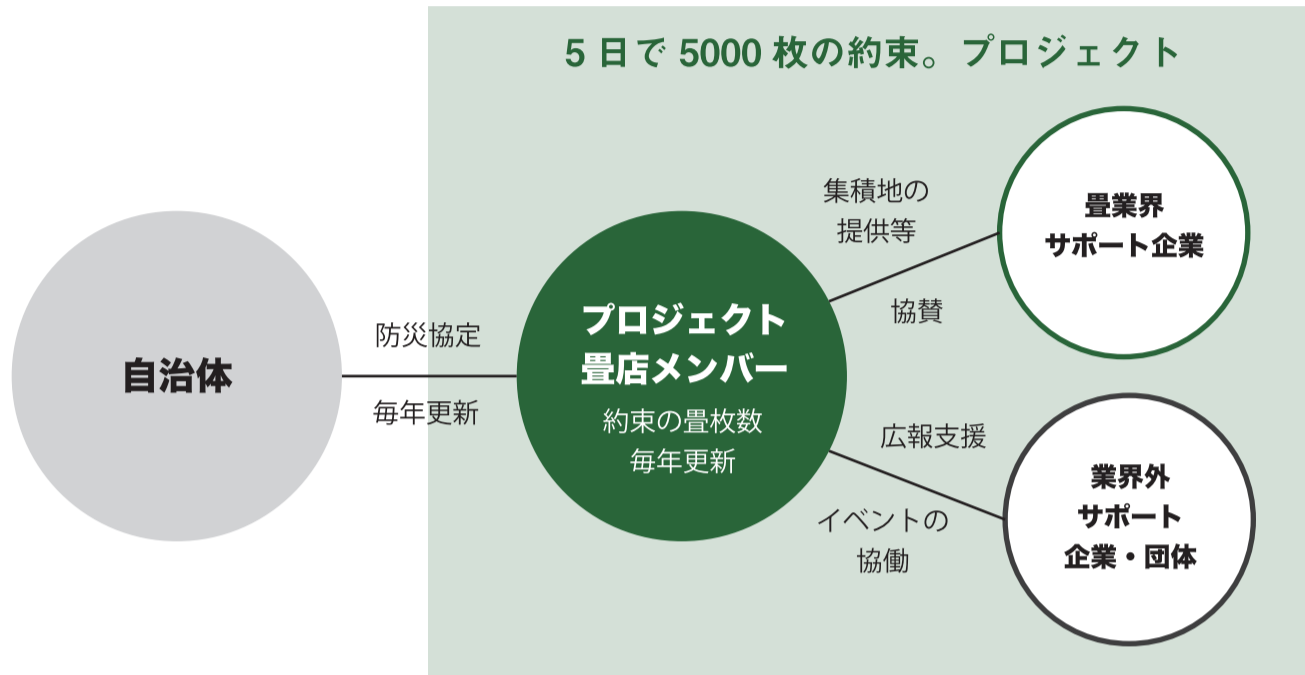 5日で5000枚の約束。プロジェクト
自治体
防災協定
毎年更新
プロジェクト
畳店メンバー
約束の畳枚数
毎年更新
集積地の
提供等
協賛
畳業界
サポート企業
広報支援
イベントの
協働
業界外
サポート
企業・団体